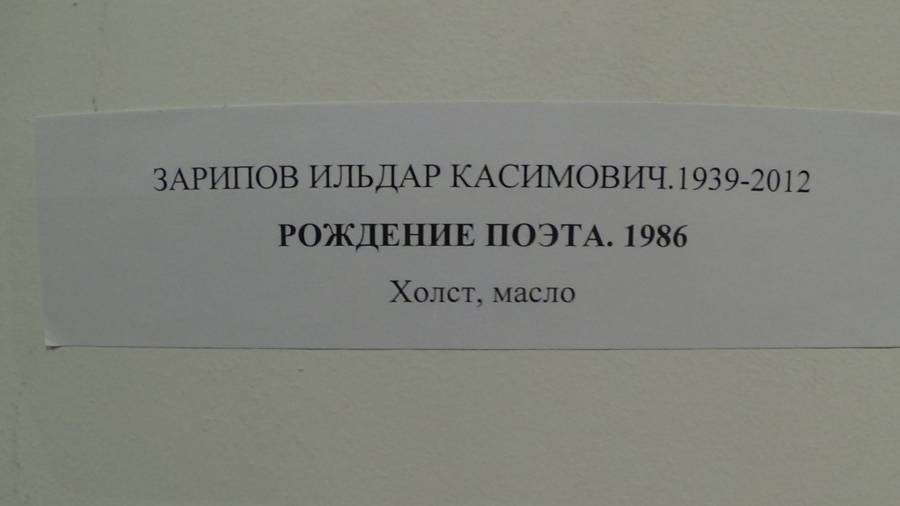 ЗАРИПОВ ИЛЬДАР КАСИМОВИЧ.1939-2012
РОЖДЕНИЕ ПОЭТА. 1986
Холст, масло